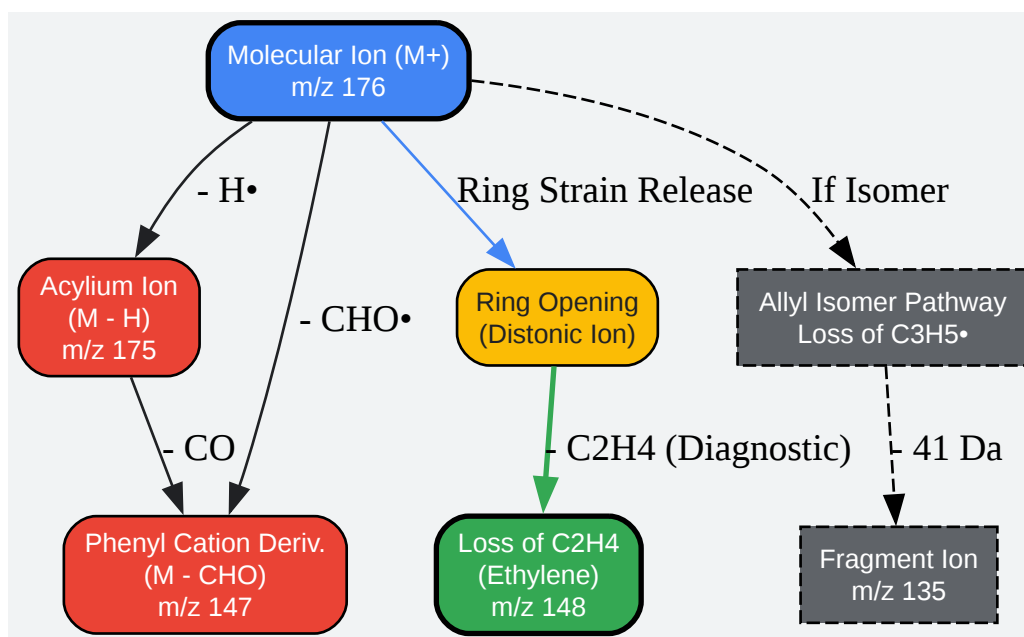 Molecular Ion (M+)
m/z 176
- H•
Ring Strain Release
If Isomer
Acylium Ion
(M - H)
m/z 175
- CHO•
Ring Opening
(Distonic Ion)
Allyl Isomer Pathway
Loss of C3H5•
- CO
- C2H4 (Diagnostic)
- 41 Da
Phenyl Cation Deriv.
(M - CHO)
m/z 147
Loss of C2H4
(Ethylene)
m/z 148
Fragment Ion
m/z 135